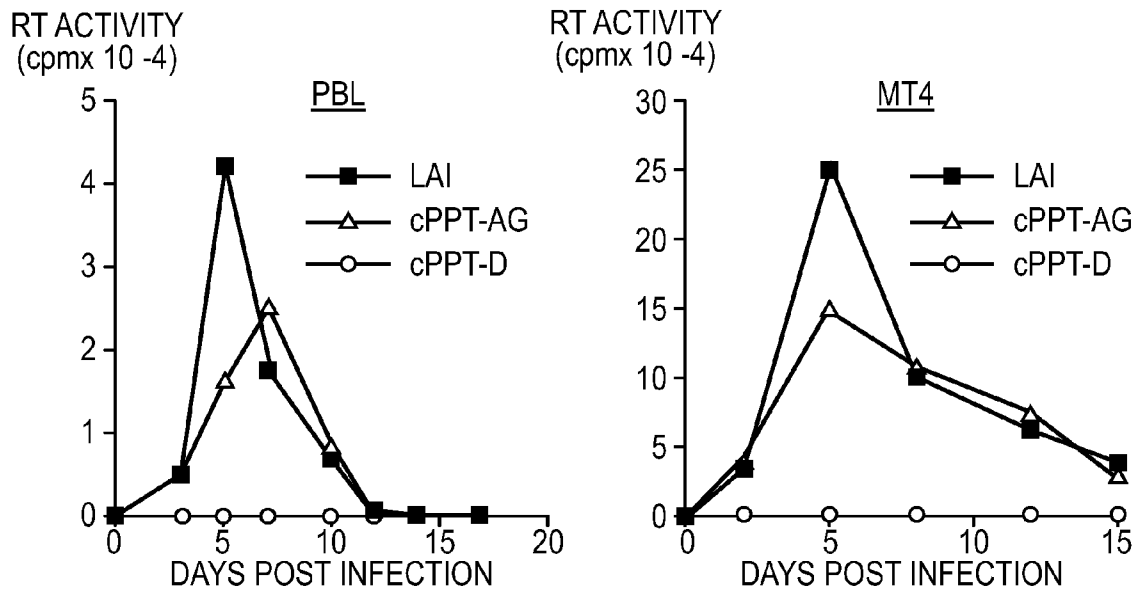 RT ACTIVITY
(cpmx 10 -4)
PBL
5
4
3
2
1
0
LAI
cPPT-AG
cPPT-D
0 5 10 15 20
DAYS POST INFECTION
RT ACTIVITY
(cpmx 10 -4)
MT4
30
25
20
15
10
5
0
LAI
cPPT-AG
cPPT-D
0 5 10 15
DAYS POST INFECTION